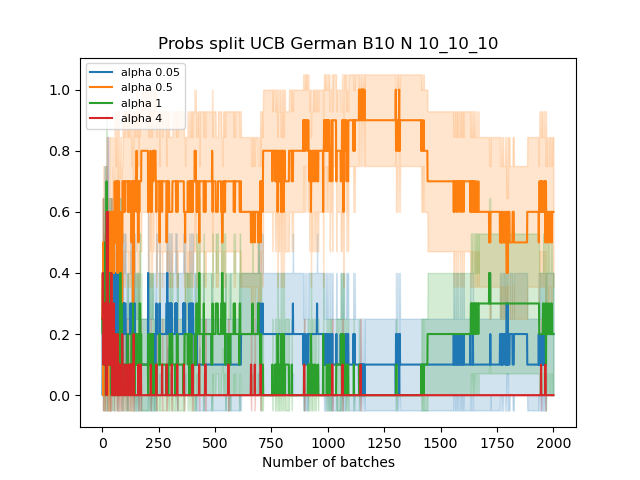 Probs split UCB German B10 N 10_10_10
alpha 0.05
alpha 0.5
alpha 1
alpha 4
1.0
0.8
0.6
0.4
0.2
0.0
0 250 500 750 1000 1250 1500 1750 2000
Number of batches